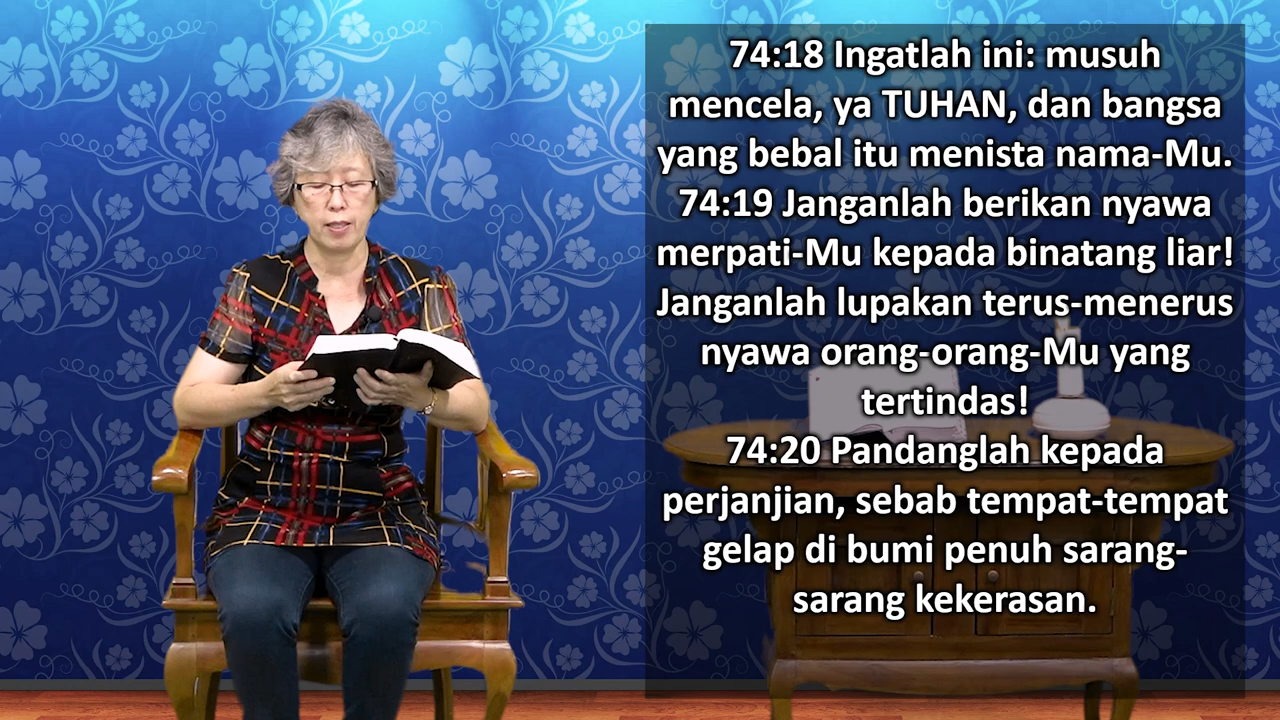 74:18 Ingatlah ini: musuh
mencela, ya TUHAN, dan bangsa
yang bebal itu menista nama-Mu.
74:19 Janganlah berikan nyawa
merpati-Mu kepada binatang liar!
Janganlah lupakan terus-menerus
nyawa orang-orang-Mu yang
tertindas!
74:20 Pandanglah kepada
perjanjian, sebab tempat-tempat
gelap di bumi penuh sarang-
sarang kekerasan.